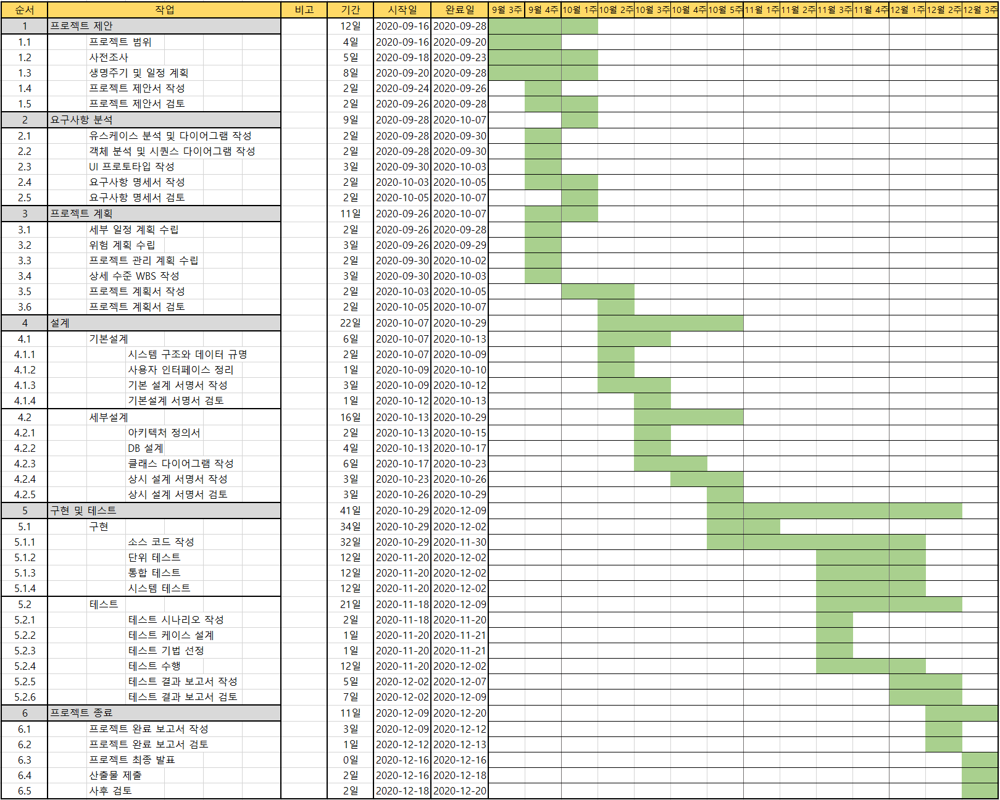 순서 작업 비고 기간 시작일 완료일 9월 3주 9월 4주 10월 1주 10월 2주 10월 3주 10월 4주 10월 5주 11월 1주 11월 2주 11월 3주 11월 4주 12월 1주 12월 2주 12월 3주
1 프로젝트 제안 12일 2020-09-16 2020-09-28
1.1 프로젝트 범위 4일 2020-09-16 2020-09-20
1.2 사전조사 5일 2020-09-18 2020-09-23
1.3 생명주기 및 일정 계획 8일 2020-09-20 2020-09-28
1.4 프로젝트 제안서 작성 2일 2020-09-24 2020-09-26
1.5 프로젝트 제안서 검토 2일 2020-09-26 2020-09-28
2 요구사항 분석 9일 2020-09-28 2020-10-07
2.1 유스케이스 분석 및 다이어그램 작성 2일 2020-09-28 2020-09-30
2.2 객체 분석 및 시퀀스 다이어그램 작성 2일 2020-09-28 2020-09-30
2.3 UI 프로토타입 작성 3일 2020-09-30 2020-10-03
2.4 요구사항 명세서 작성 2일 2020-10-03 2020-10-05
2.5 요구사항 명세서 검토 2일 2020-10-05 2020-10-07
3 프로젝트 계획 11일 2020-09-26 2020-10-07
3.1 세부 일정 계획 수립 2일 2020-09-26 2020-09-28
3.2 위험 계획 수립 3일 2020-09-26 2020-09-29
3.3 프로젝트 관리 계획 수립 2일 2020-09-30 2020-10-02
3.4 상세 수준 WBS 작성 3일 2020-09-30 2020-10-03
3.5 프로젝트 계획서 작성 2일 2020-10-03 2020-10-05
3.6 프로젝트 계획서 검토 2일 2020-10-05 2020-10-07
4 설계 22일 2020-10-07 2020-10-29
4.1 기본설계 6일 2020-10-07 2020-10-13
4.1.1 시스템 구조와 데이터 규명 2일 2020-10-07 2020-10-09
4.1.2 사용자 인터페이스 정리 1일 2020-10-09 2020-10-10
4.1.3 기본 설계 서명서 작성 3일 2020-10-09 2020-10-12
4.1.4 기본설계 서명서 검토 1일 2020-10-12 2020-10-13
4.2 세부설계 16일 2020-10-13 2020-10-29
4.2.1 아키텍처 정의서 2일 2020-10-13 2020-10-15
4.2.2 DB 설계 4일 2020-10-13 2020-10-17
4.2.3 클래스 다이어그램 작성 6일 2020-10-17 2020-10-23
4.2.4 상시 설계 서명서 작성 3일 2020-10-23 2020-10-26
4.2.5 상시 설계 서명서 검토 3일 2020-10-26 2020-10-29
5 구현 및 테스트 41일 2020-10-29 2020-12-09
5.1 구현 34일 2020-10-29 2020-12-02
5.1.1 소스 코드 작성 32일 2020-10-29 2020-11-30
5.1.2 단위 테스트 12일 2020-11-20 2020-12-02
5.1.3 통합 테스트 12일 2020-11-20 2020-12-02
5.1.4 시스템 테스트 12일 2020-11-20 2020-12-02
5.2 테스트 21일 2020-11-18 2020-12-09
5.2.1 테스트 시나리오 작성 2일 2020-11-18 2020-11-20
5.2.2 테스트 케이스 설계 1일 2020-11-20 2020-11-21
5.2.3 테스트 기법 선정 1일 2020-11-20 2020-11-21
5.2.4 테스트 수행 12일 2020-11-20 2020-12-02
5.2.5 테스트 결과 보고서 작성 5일 2020-12-02 2020-12-07
5.2.6 테스트 결과 보고서 검토 7일 2020-12-02 2020-12-09
6 프로젝트 종료 11일 2020-12-09 2020-12-20
6.1 프로젝트 완료 보고서 작성 3일 2020-12-09 2020-12-12
6.2 프로젝트 완료 보고서 검토 1일 2020-12-12 2020-12-13
6.3 프로젝트 최종 발표 0일 2020-12-16 2020-12-16
6.4 산출물 제출 2일 2020-12-16 2020-12-18
6.5 사후 검토 2일 2020-12-18 2020-12-20